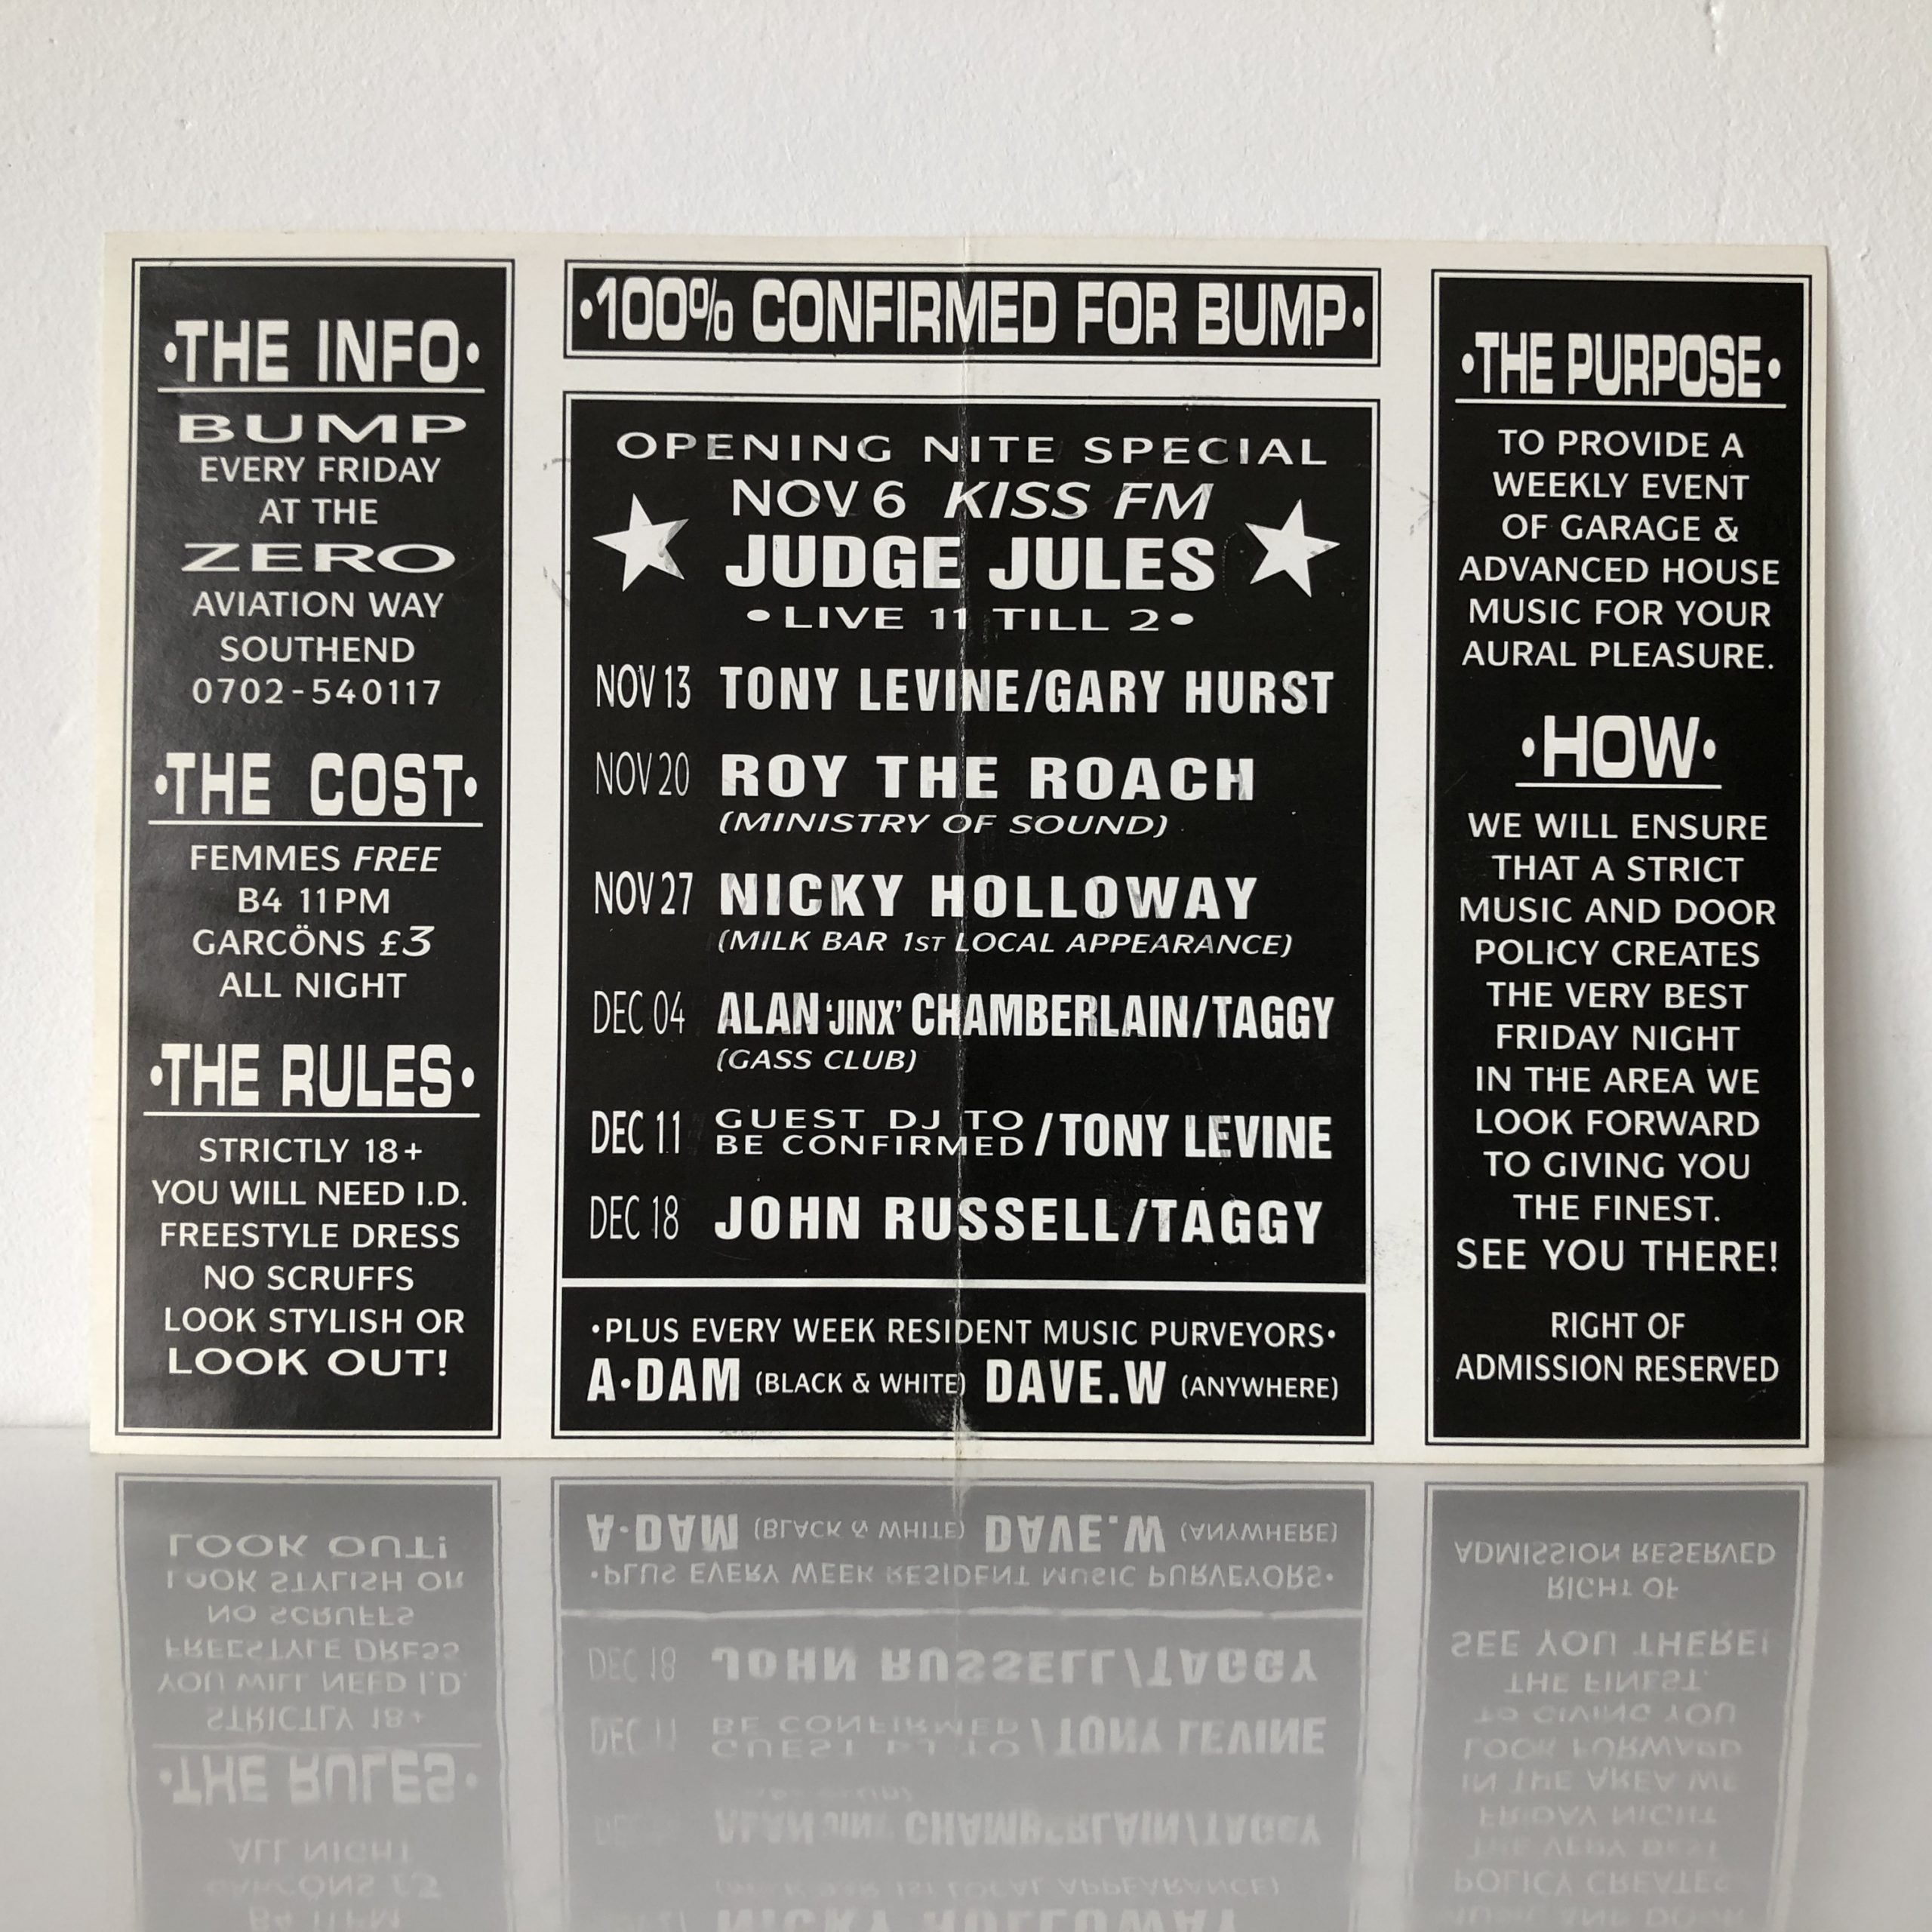 ·THE INFO·
BUMP
EVERY FRIDAY
AT THE
ZERO
AVIATION WAY
SOUTHEND
0702-540117
·THE COST·
FEMMES FREE
B4 11PM
GARCÖNS £3
ALL NIGHT
·THE RULES·
STRICTLY 18+
YOU WILL NEED I.D.
FREESTYLE DRESS
NO SCRUFFS
LOOK STYLISH OR
LOOK OUT!
·100% CONFIRMED FOR BUMP·
OPENING NITE SPECIAL
NOV 6 KISS FM
JUDGE JULES
•LIVE 11 TILL 2•
NOV 13 TONY LEVINE/GARY HURST
NOV 20 ROY THE ROACH
(MINISTRY OF SOUND)
NOV 27 NICKY HOLLOWAY
(MILK BAR 1ST LOCAL APPEARANCE)
DEC 04 ALAN 'JINX' CHAMBERLAIN/TAGGY
(GASS CLUB)
DEC 11 GUEST DJ TO
BE CONFIRMED / TONY LEVINE
DEC 18 JOHN RUSSELL/TAGGY
·PLUS EVERY WEEK RESIDENT MUSIC PURVEYORS·
A·DAM (BLACK & WHITE) DAVE.W (ANYWHERE)
·THE PURPOSE·
TO PROVIDE A
WEEKLY EVENT
OF GARAGE &
ADVANCED HOUSE
MUSIC FOR YOUR
AURAL PLEASURE.
·HOW·
WE WILL ENSURE
THAT A STRICT
MUSIC AND DOOR
POLICY CREATES
THE VERY BEST
FRIDAY NIGHT
IN THE AREA WE
LOOK FORWARD
TO GIVING YOU
THE FINEST.
SEE YOU THERE!
RIGHT OF
ADMISSION RESERVED